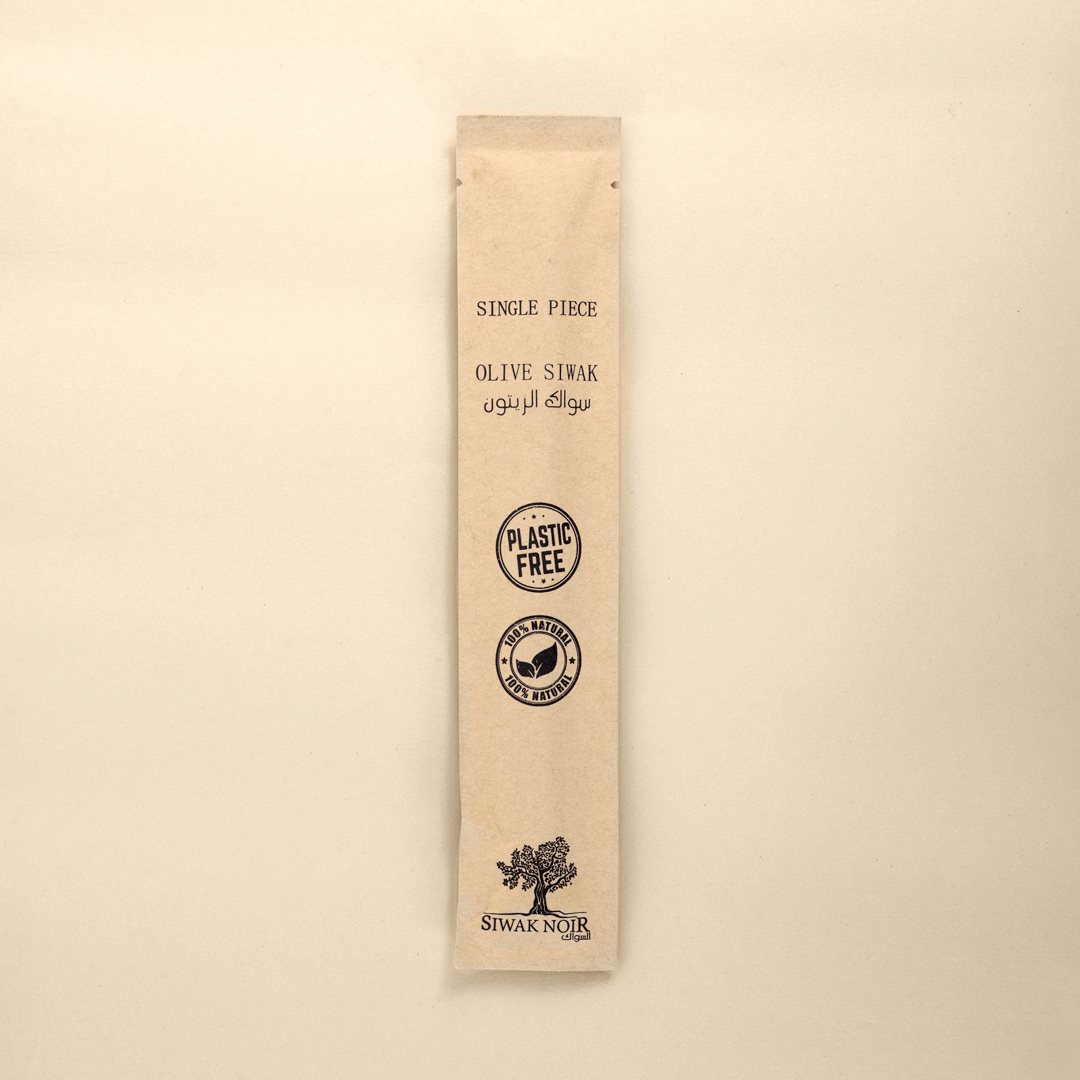 SINGLE PIECE
OLIVE SIWAK
سواك الزيتون
PLASTIC
FREE
100% NATURAL
100% NATURAL
SIWAK NOIR
السواك